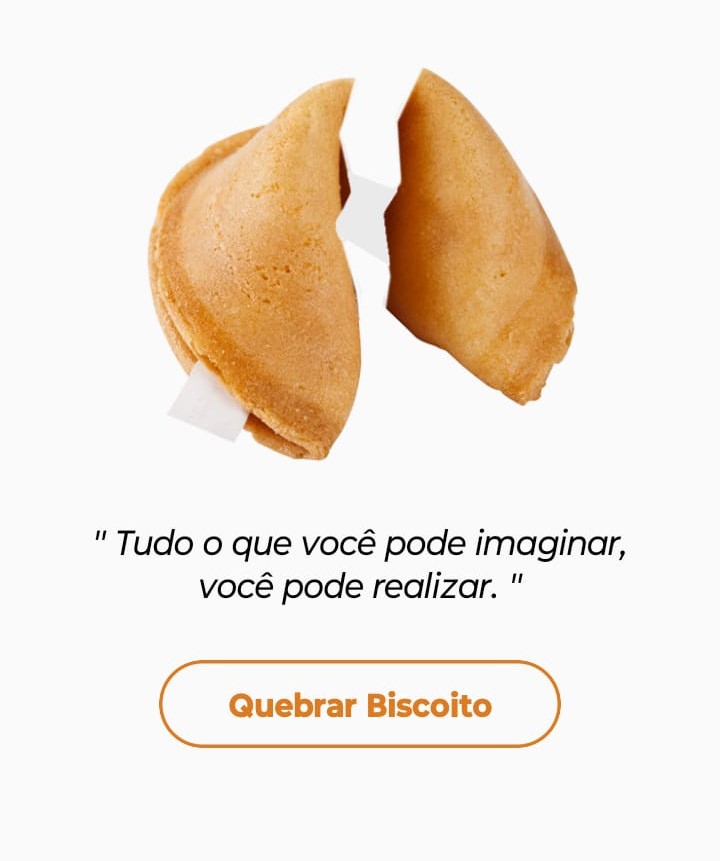 " Tudo o que você pode imaginar,
você pode realizar. "
Quebrar Biscoito